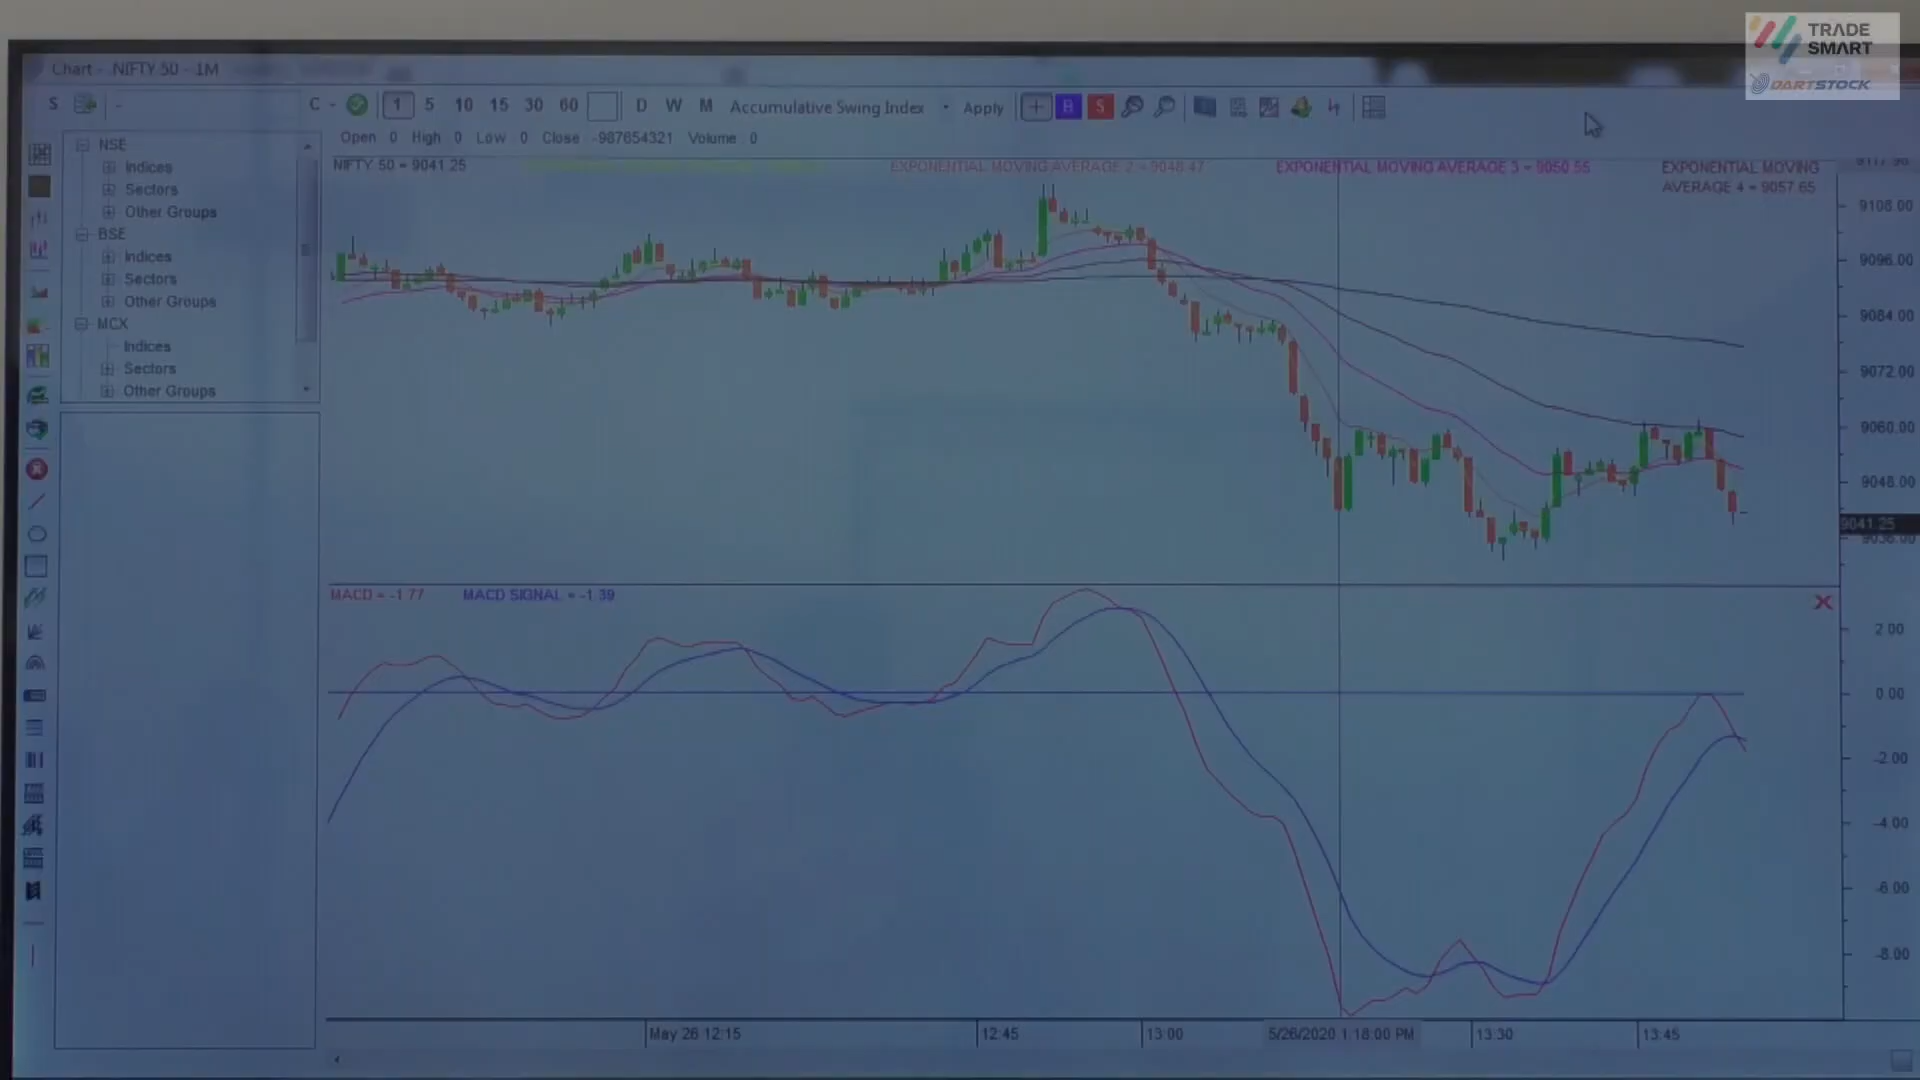 TRADE
SMART
DARTSTOCK
Chart - NIFTY 50 - 1M
S - C - 1 5 10 15 30 60 D W M Accumulative Swing Index Apply B S
Open 0 High 0 Low 0 Close -987654321 Volume 0
NSE
Indices
Sectors
Other Groups
BSE
Indices
Sectors
Other Groups
MCX
Indices
Sectors
Other Groups
NIFTY 50 = 9041.25
EXPONENTIAL MOVING AVERAGE 2 = 9048.47
EXPONENTIAL MOVING AVERAGE 3 = 9050.55
EXPONENTIAL MOVING
AVERAGE 4 = 9057.65
9117.96
9108.00
9096.00
9084.00
9072.00
9060.00
9048.00
9041.25
9036.00
MACD = -1.77 MACD SIGNAL = -1.39
2.00
0.00
-2.00
-4.00
-6.00
-8.00
May 26 12:15 12:45 13:00 5/26/2020 1:18:00 PM 13:30 13:45